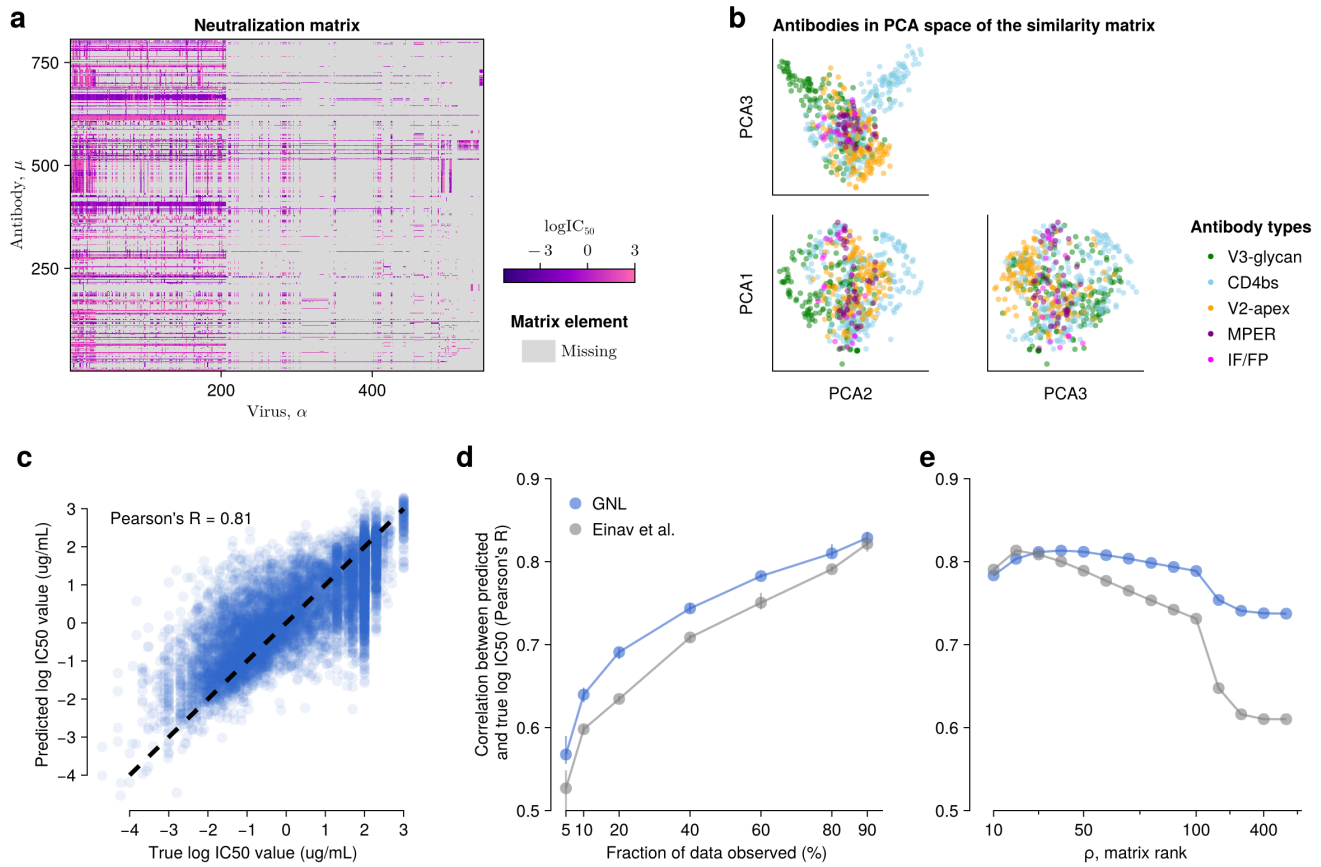 a
Neutralization matrix
750
500
250
Antibody, μ
200
400
Virus, α
logIC₅₀
−3
0
3
Matrix element
Missing
b
Antibodies in PCA space of the similarity matrix
PCA3
PCA1
PCA2
PCA3
Antibody types
V3-glycan
CD4bs
V2-apex
MPER
IF/FP
c
Pearson's R = 0.81
3
2
1
0
−1
−2
−3
−4
Predicted log IC50 value (ug/mL)
−4
−3
−2
−1
0
1
2
3
True log IC50 value (ug/mL)
d
GNL
Einav et al.
0.9
0.8
0.7
0.6
0.5
Correlation between predicted
and true log IC50 (Pearson's R)
5
10
20
40
60
80
90
Fraction of data observed (%)
e
0.9
0.8
0.7
0.6
0.5
10
50
100
400
ρ, matrix rank